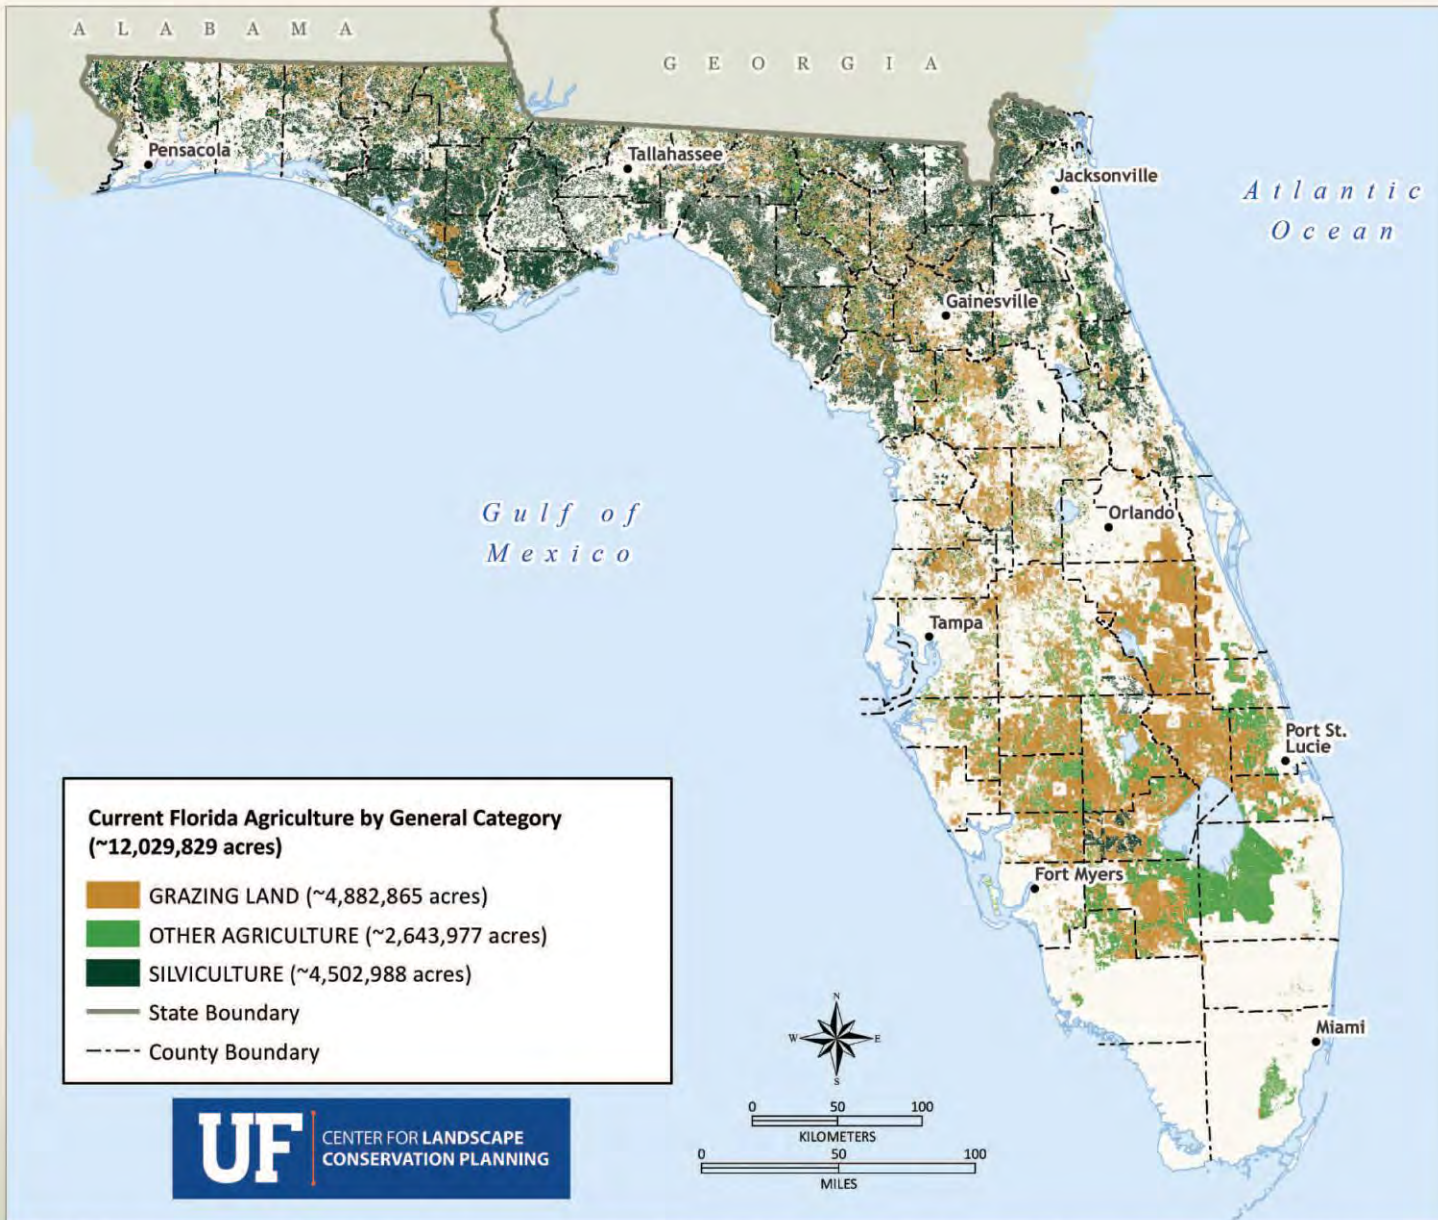 ALABAMA
GEORGIA
Pensacola
Tallahassee
Jacksonville
Atlantic
Ocean
Gainesville
Gulf of
Mexico
Orlando
Tampa
Port St.
Lucie
Fort Myers
Miami
Current Florida Agriculture by General Category
(~12,029,829 acres)
GRAZING LAND (~4,882,865 acres)
OTHER AGRICULTURE (~2,643,977 acres)
SILVICULTURE (~4,502,988 acres)
State Boundary
County Boundary
N
W E
S
0 50 100
KILOMETERS
0 50 100
MILES
UF
CENTER FOR LANDSCAPE
CONSERVATION PLANNING